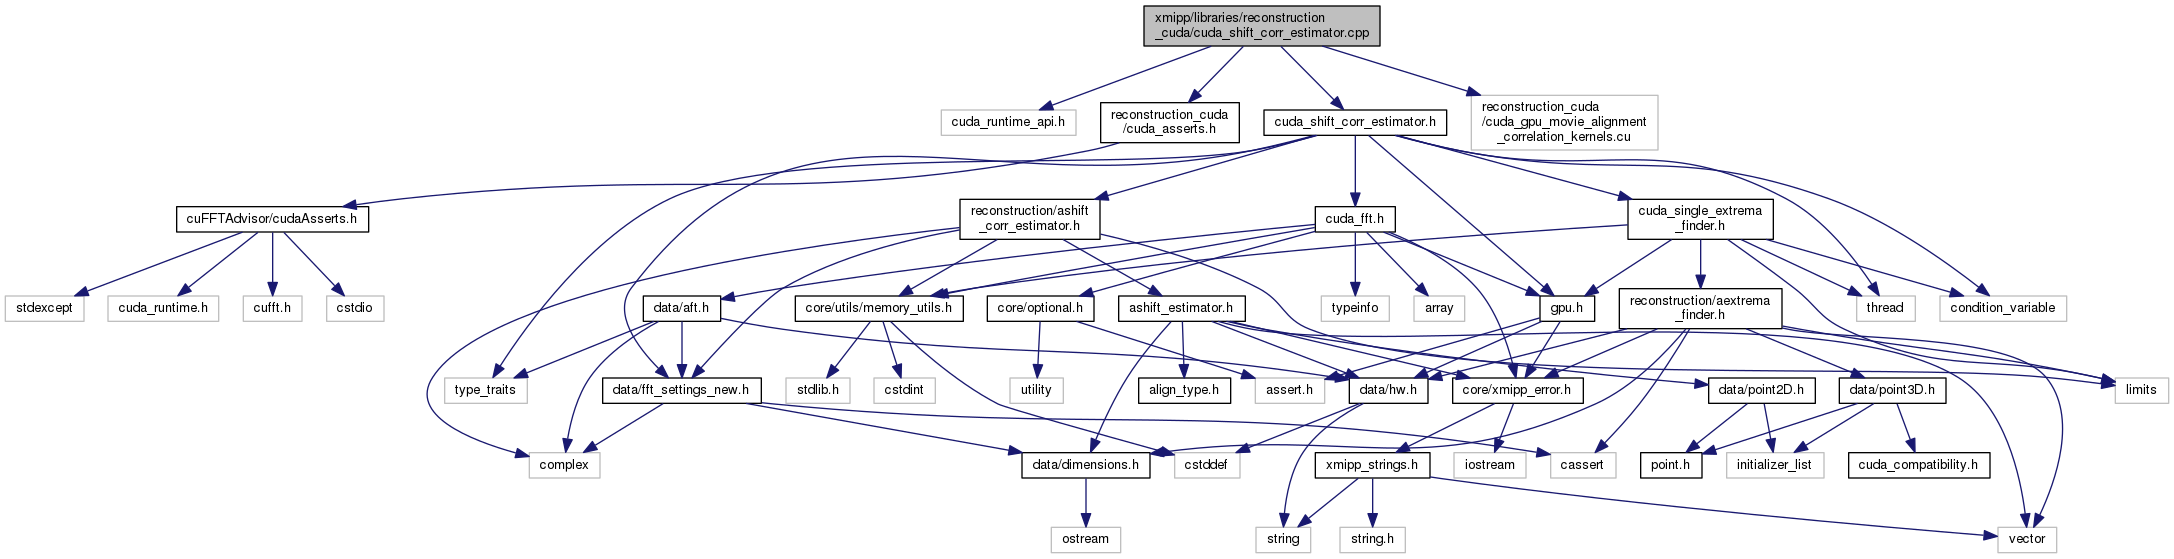 xmipp/libraries/reconstruction
_cuda/cuda_shift_corr_estimator.cpp
cuda_runtime_api.h
reconstruction_cuda
/cuda_asserts.h
cuda_shift_corr_estimator.h
reconstruction_cuda
/cuda_gpu_movie_alignment
_correlation_kernels.cu
cuFFTAdvisor/cudaAsserts.h
reconstruction/ashift
_corr_estimator.h
cuda_fft.h
cuda_single_extrema
_finder.h
stdexcept
cuda_runtime.h
cufft.h
cstdio
data/aft.h
core/utils/memory_utils.h
core/optional.h
ashift_estimator.h
typeinfo
array
gpu.h
reconstruction/aextrema
_finder.h
thread
condition_variable
type_traits
data/fft_settings_new.h
stdlib.h
cstdint
utility
align_type.h
assert.h
data/hw.h
core/xmipp_error.h
data/point2D.h
data/point3D.h
limits
complex
data/dimensions.h
cstddef
xmipp_strings.h
iostream
cassert
point.h
initializer_list
cuda_compatibility.h
ostream
string
string.h
vector